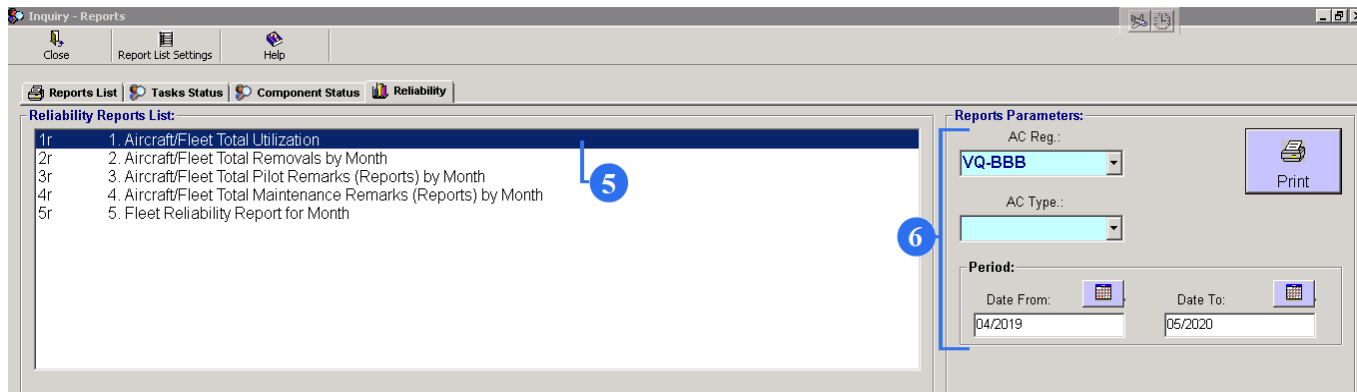 Inquiry - Reports
Close Report List Settings Help
Reports List Tasks Status Component Status Reliability
Reliability Reports List:
1r 1. Aircraft/Fleet Total Utilization
2r 2. Aircraft/Fleet Total Removals by Month
3r 3. Aircraft/Fleet Total Pilot Remarks (Reports) by Month
4r 4. Aircraft/Fleet Total Maintenance Remarks (Reports) by Month
5r 5. Fleet Reliability Report for Month
5
6
Reports Parameters:
AC Reg.:
VQ-BBB
Print
AC Type.:
Period:
Date From: Date To:
04/2019 05/2020